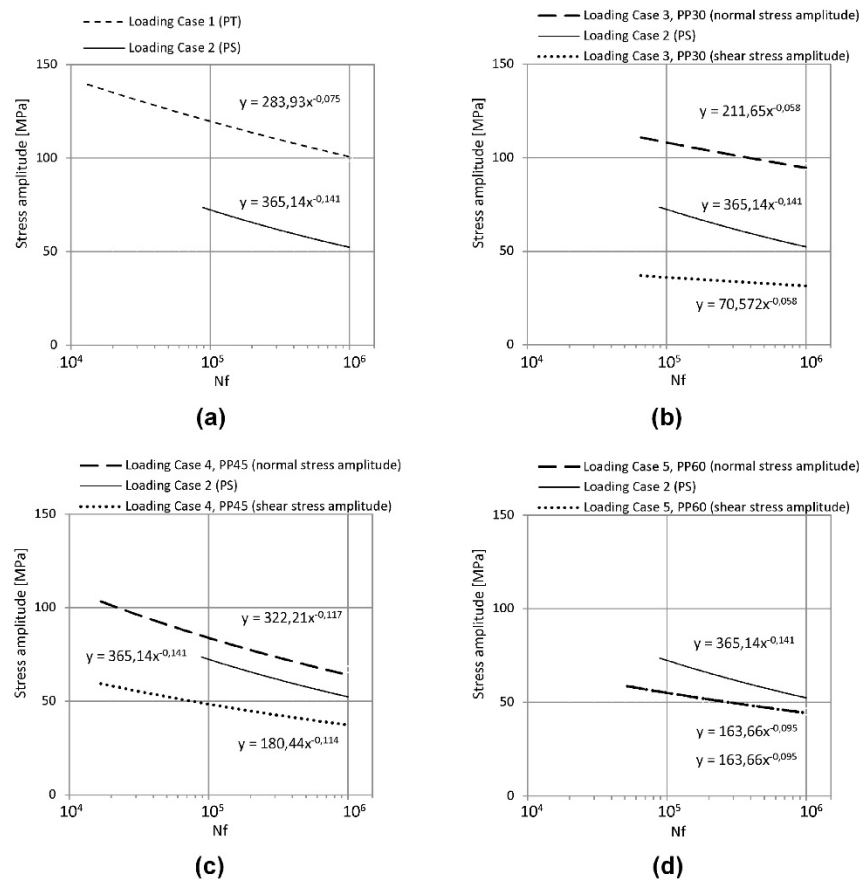 Loading Case 1 (PT)
Loading Case 2 (PS)
Stress amplitude [MPa]
150
100
50
0
y = 283,93x-0,075
y = 365,14x-0,141
10⁴
10⁵
10⁶
Nf
(a)
Loading Case 3, PP30 (normal stress amplitude)
Loading Case 2 (PS)
Loading Case 3, PP30 (shear stress amplitude)
Stress amplitude [MPa]
150
100
50
0
y = 211,65x-0,058
y = 365,14x-0,141
y = 70,572x-0,058
10⁴
10⁵
10⁶
Nf
(b)
Loading Case 4, PP45 (normal stress amplitude)
Loading Case 2 (PS)
Loading Case 4, PP45 (shear stress amplitude)
Stress amplitude [MPa]
150
100
50
0
y = 322,21x-0,117
y = 365,14x-0,141
y = 180,44x-0,114
10⁴
10⁵
10⁶
Nf
(c)
Loading Case 5, PP60 (normal stress amplitude)
Loading Case 2 (PS)
Loading Case 5, PP60 (shear stress amplitude)
Stress amplitude [MPa]
150
100
50
0
y = 365,14x-0,141
y = 163,66x-0,095
y = 163,66x-0,095
10⁴
10⁵
10⁶
Nf
(d)